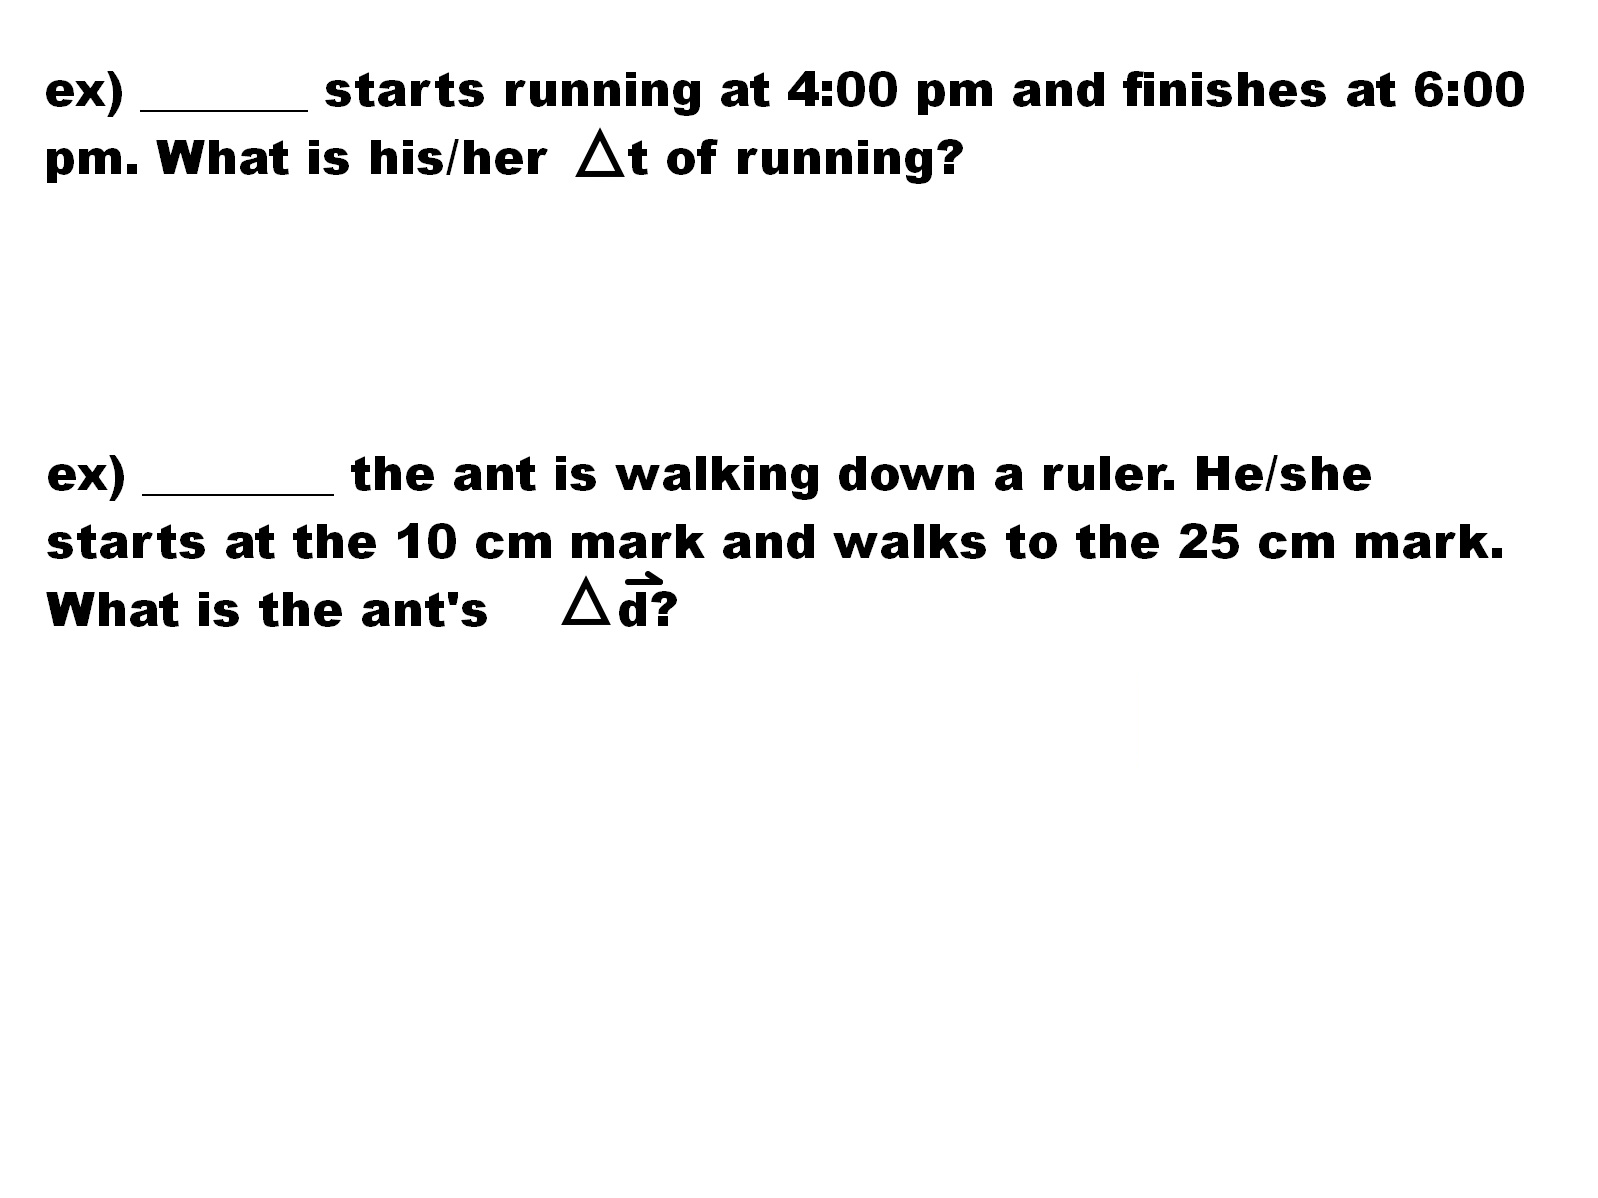 ex) _______ starts running at 4:00 pm and finishes at 6:00
pm. What is his/her △t of running?
ex) ________ the ant is walking down a ruler. He/she
starts at the 10 cm mark and walks to the 25 cm mark.
What is the ant's △d⃗?